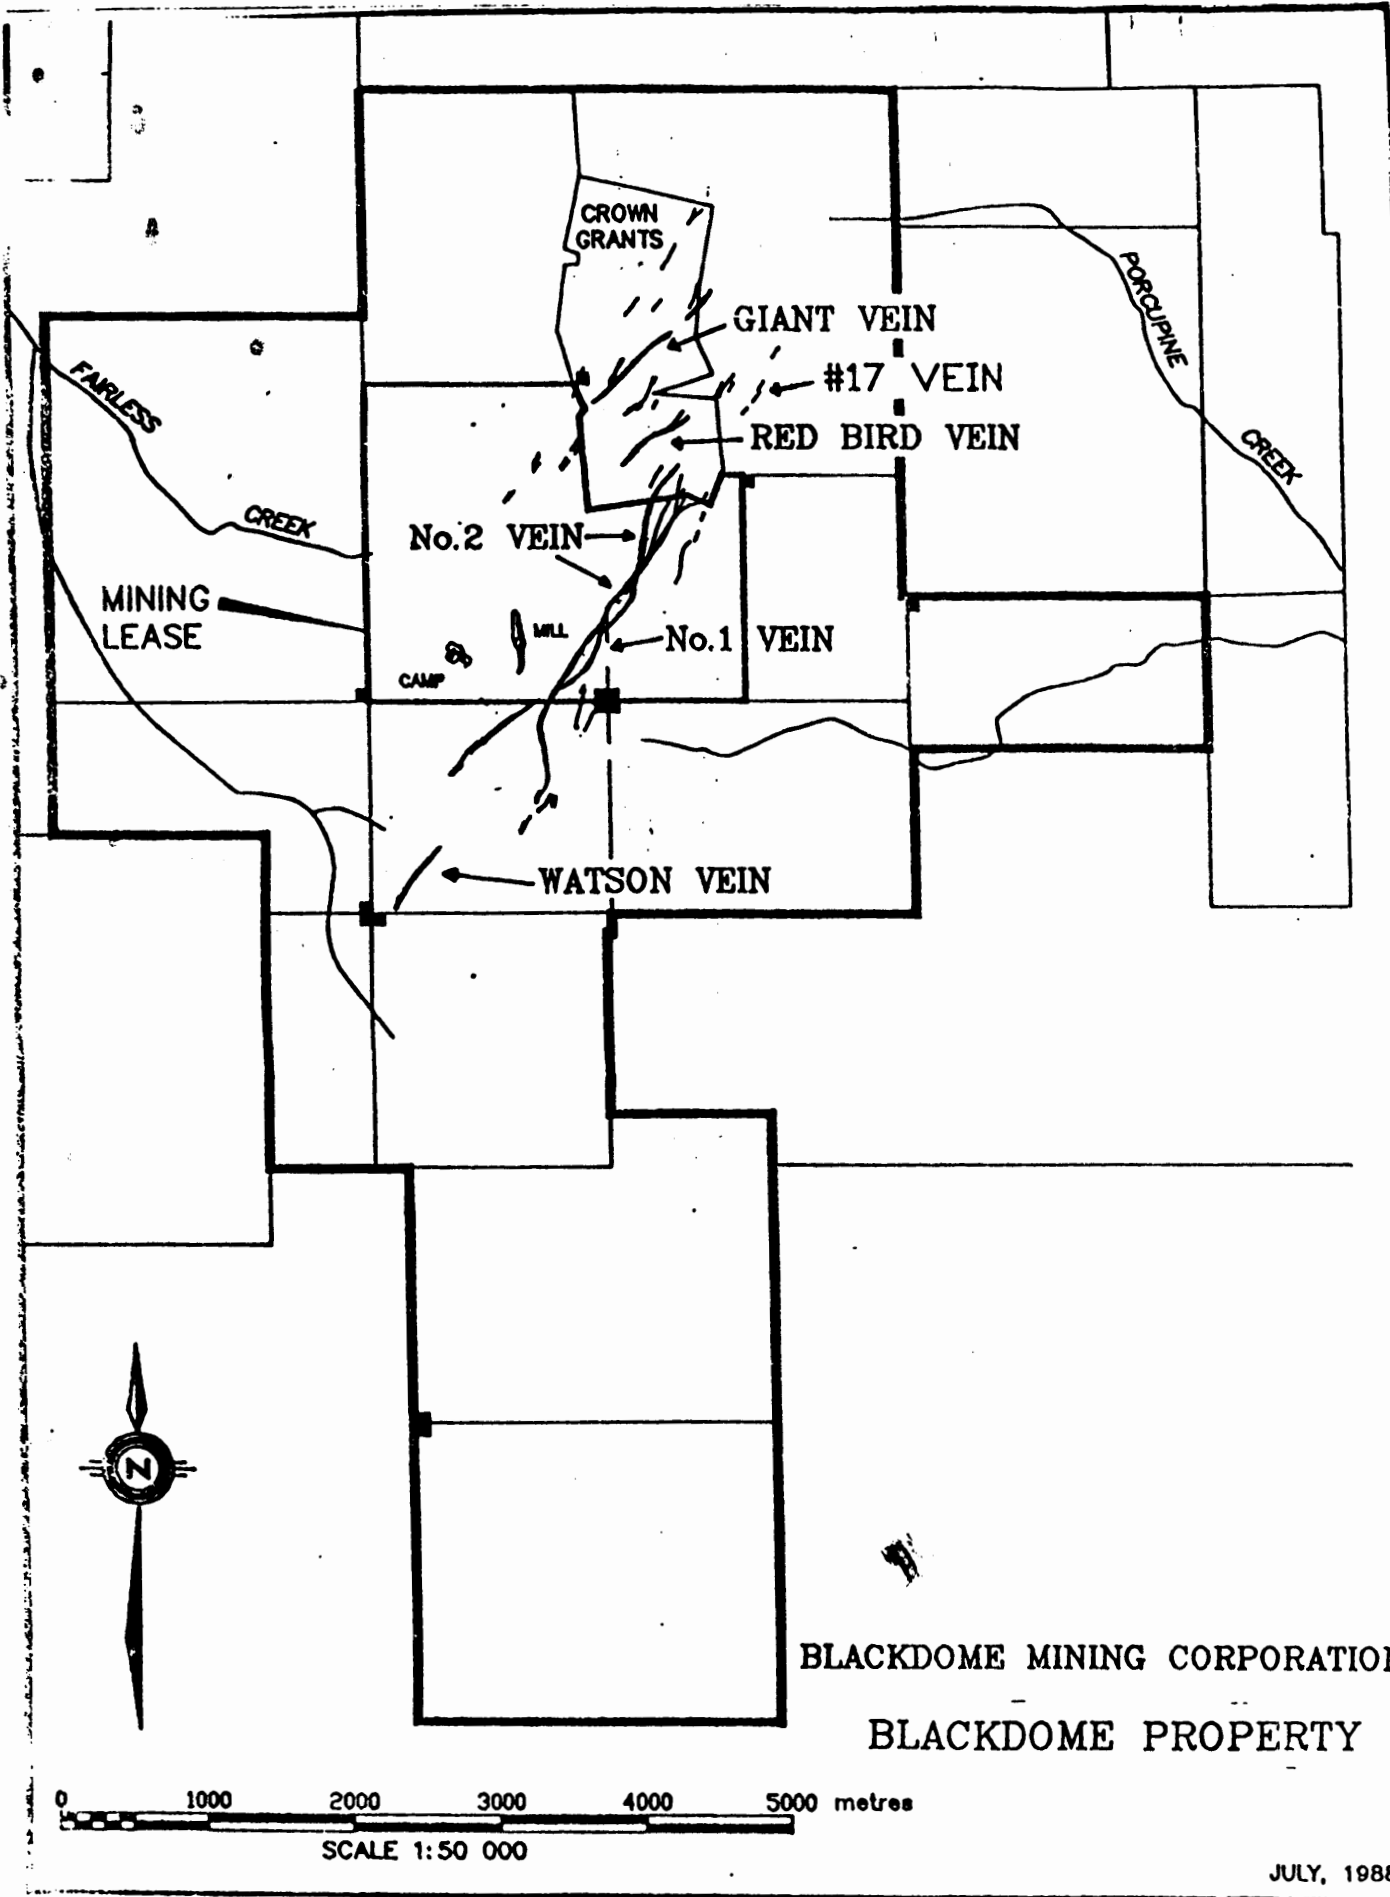 CROWN
GRANTS
GIANT VEIN
#17 VEIN
RED BIRD VEIN
PORCUPINE
CREEK
FAIRLESS
CREEK
No.2 VEIN
MINING
LEASE
MILL
No.1 VEIN
CAMP
WATSON VEIN
N
BLACKDOME MINING CORPORATION
BLACKDOME PROPERTY
0 1000 2000 3000 4000 5000 metres
SCALE 1:50 000
JULY, 1988